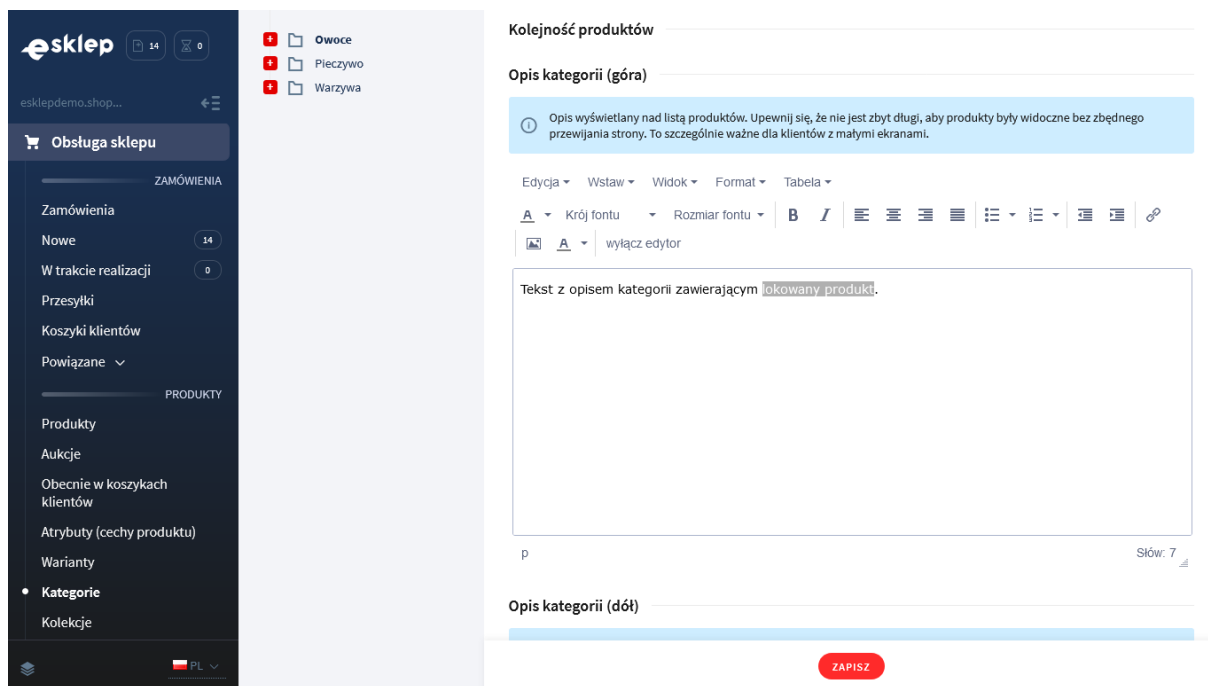 esklep 14 0
esklepdemo.shop...
Obsługa sklepu
ZAMÓWIENIA
Zamówienia
Nowe 14
W trakcie realizacji 0
Przesyłki
Koszyki klientów
Powiązane
PRODUKTY
Produkty
Aukcje
Obecnie w koszykach
klientów
Atrybuty (cechy produktu)
Warianty
Kategorie
Kolekcje
PL
Owoce
Pieczywo
Warzywa
Kolejność produktów
Opis kategorii (góra)
Opis wyświetlany nad listą produktów. Upewnij się, że nie jest zbyt długi, aby produkty były widoczne bez zbędnego
przewijania strony. To szczególnie ważne dla klientów z małymi ekranami.
Edycja Wstaw Widok Format Tabela
A Krój fontu Rozmiar fontu B I
A wyłącz edytor
Tekst z opisem kategorii zawierającym lokowany produkt.
p Słów: 7
Opis kategorii (dół)
ZAPISZ